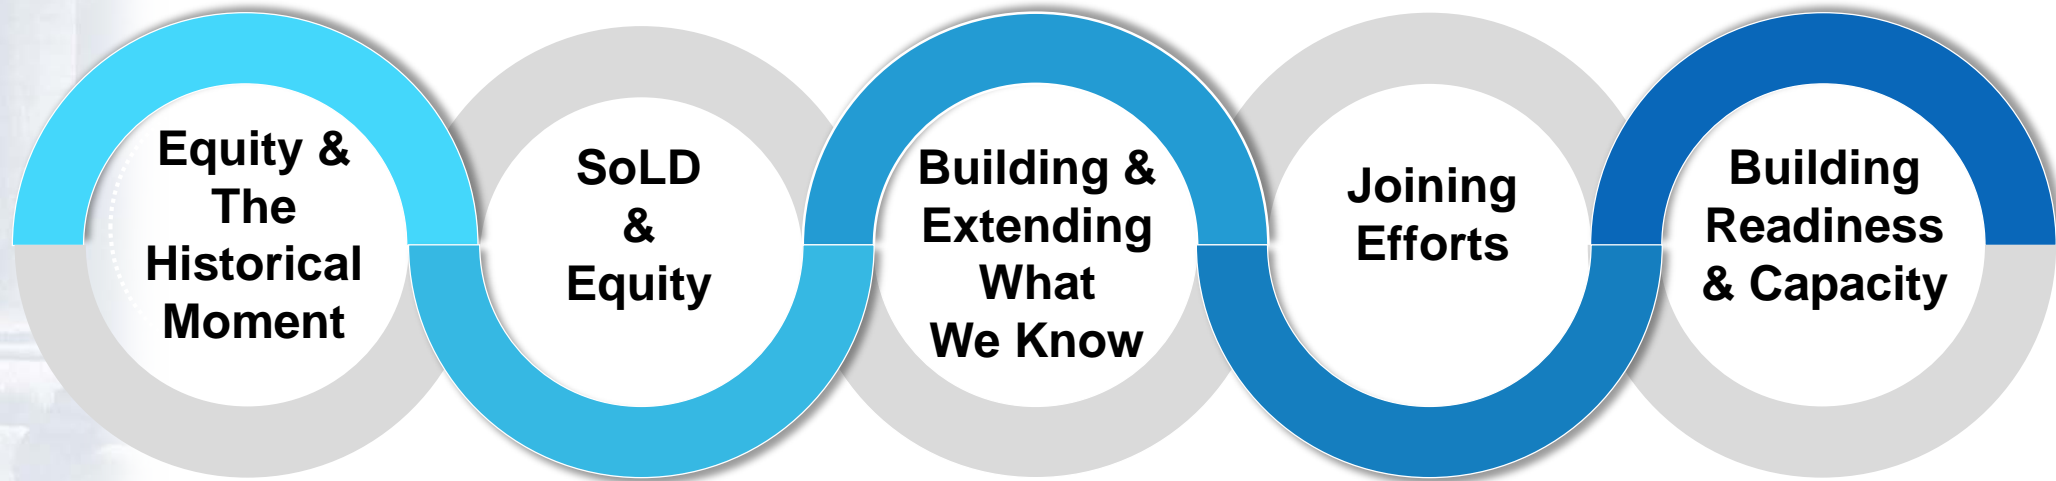 Equity &
The
Historical
Moment
SoLD
&
Equity
Building &
Extending
What
We Know
Joining
Efforts
Building
Readiness
& Capacity